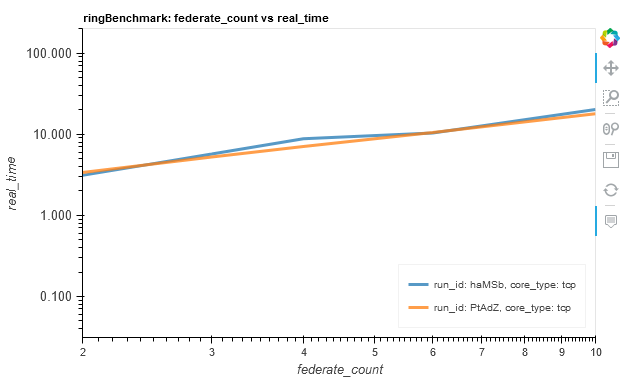 ringBenchmark: federate_count vs real_time
100.000
10.000
1.000
0.100
real_time
run_id: haMSb, core_type: tcp
run_id: PtAdZ, core_type: tcp
2
3
4
5
6
7
8
9
10
federate_count